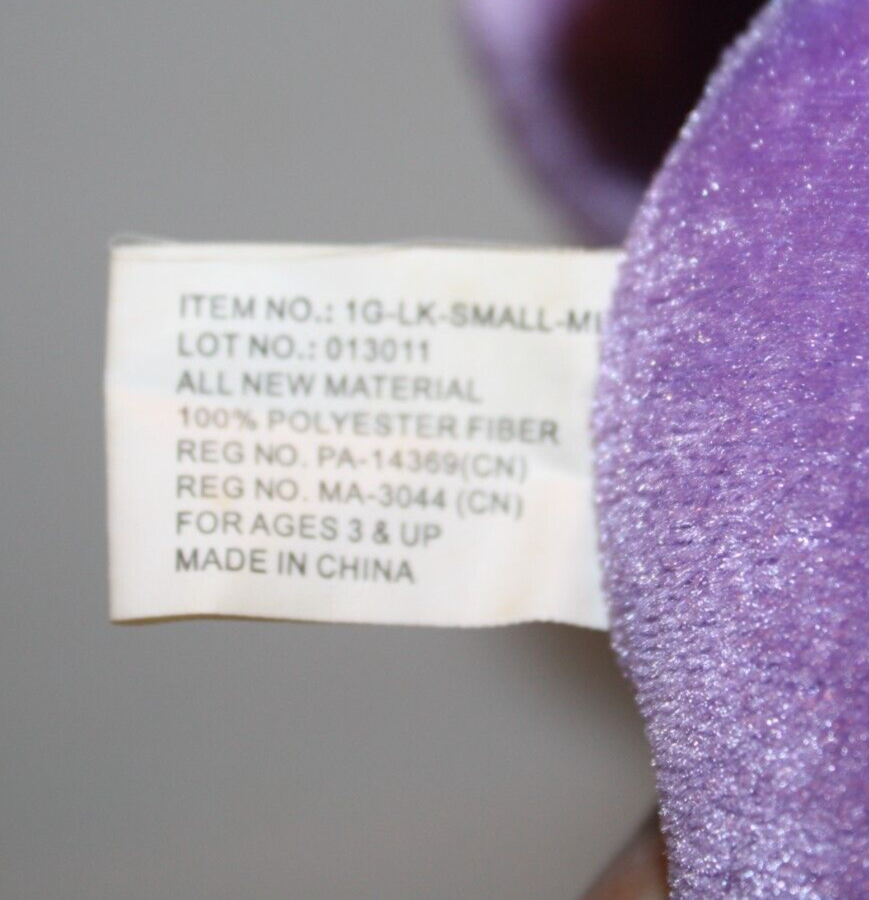 ITEM NO.: 1G-LK-SMALL-M
LOT NO.: 013011
ALL NEW MATERIAL
100% POLYESTER FIBER
REG NO. PA-14369(CN)
REG NO. MA-3044 (CN)
FOR AGES 3 & UP
MADE IN CHINA